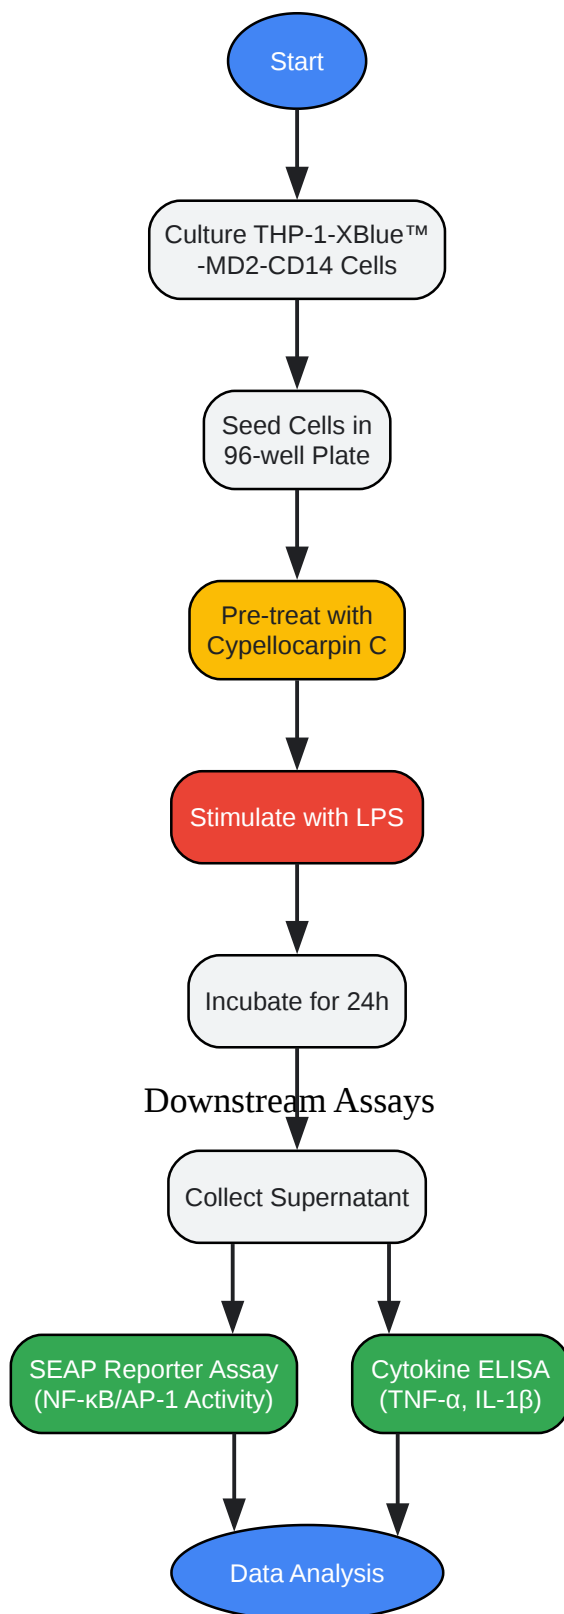 Start
Culture THP-1-XBlue™
-MD2-CD14 Cells
Seed Cells in
96-well Plate
Pre-treat with
Cypellocarpin C
Stimulate with LPS
Incubate for 24h
Downstream Assays
Collect Supernatant
SEAP Reporter Assay
(NF-κB/AP-1 Activity)
Cytokine ELISA
(TNF-α, IL-1β)
Data Analysis